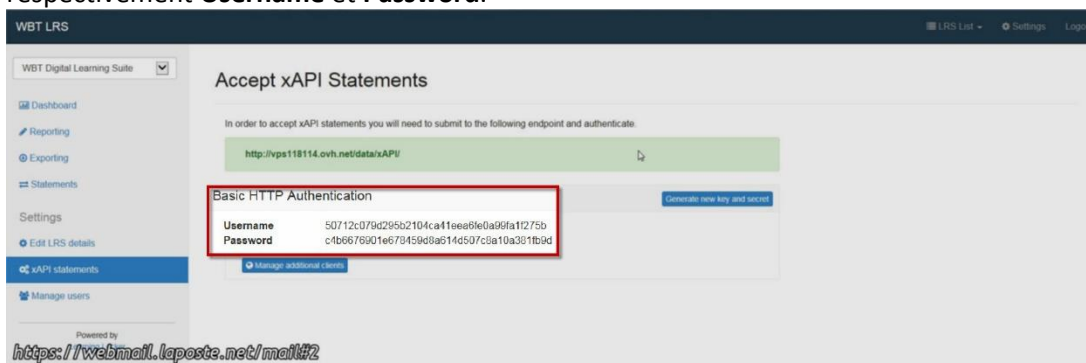 respectivement Username et Password.
WBT LRS
LRS List
Settings
Logo
WBT Digital Learning Suite
Dashboard
Reporting
Exporting
Statements
Settings
Edit LRS details
xAPI statements
Manage users
Powered by
Accept xAPI Statements
In order to accept xAPI statements you will need to submit to the following endpoint and authenticate.
http://vps118114.ovh.net/data/xAPI/
Basic HTTP Authentication
Generate new key and secret
Username 50712c079d295b2104ca41eea6fe0a99fa1f275b
Password c4b6676901e678459d8a614d507c8a10a381fb9d
Manage additional clients
https://webmail.laposte.net/mail#2